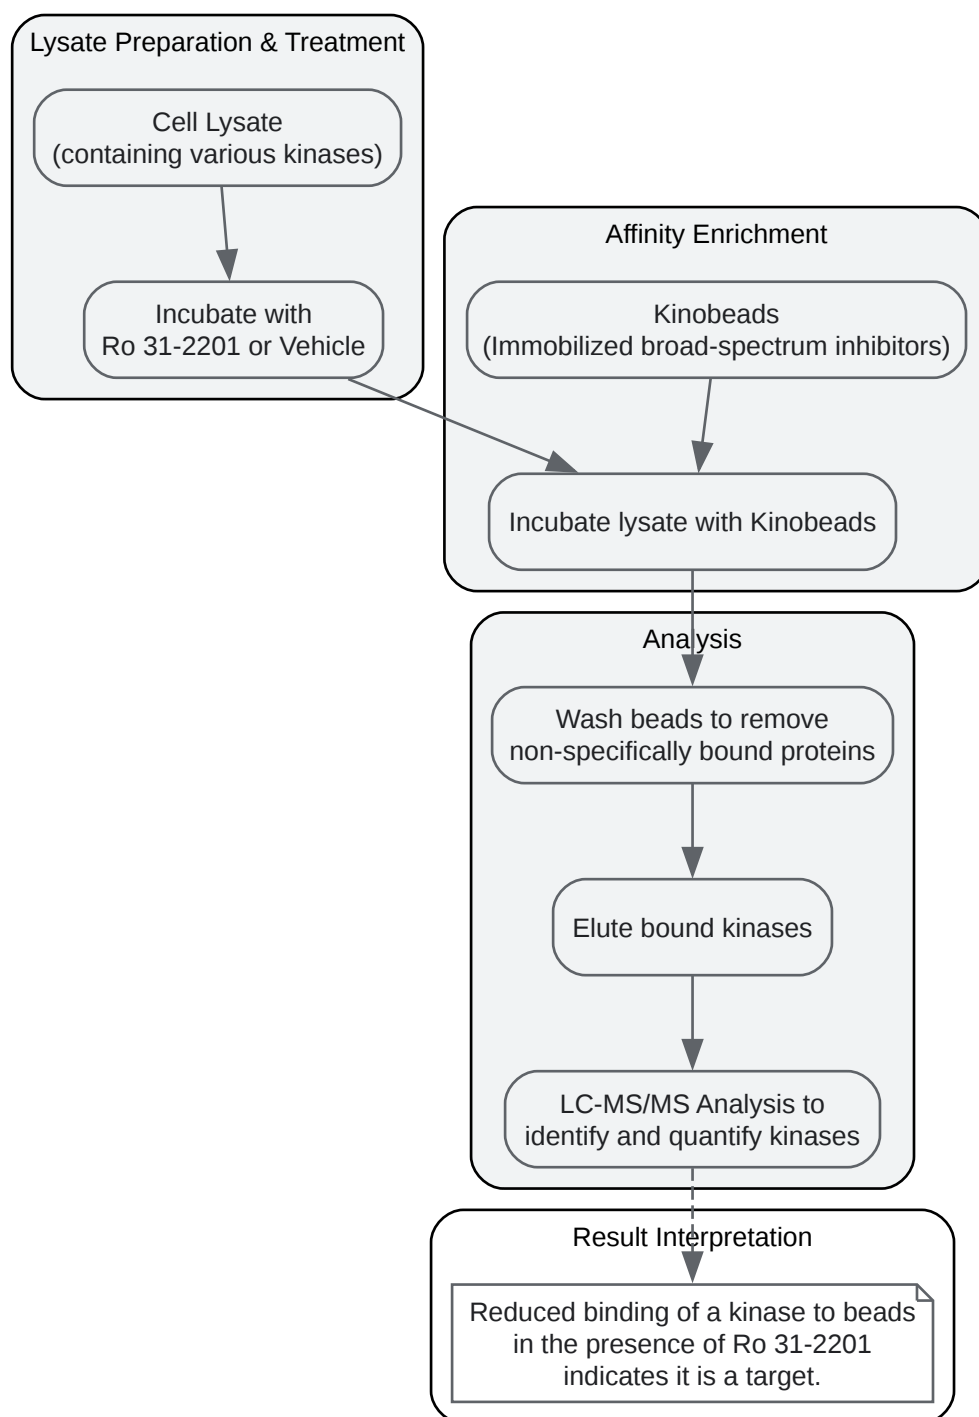 Lysate Preparation & Treatment
Cell Lysate
(containing various kinases)
Incubate with
Ro 31-2201 or Vehicle
Affinity Enrichment
Kinobeads
(Immobilized broad-spectrum inhibitors)
Incubate lysate with Kinobeads
Analysis
Wash beads to remove
non-specifically bound proteins
Elute bound kinases
LC-MS/MS Analysis to
identify and quantify kinases
Result Interpretation
Reduced binding of a kinase to beads
in the presence of Ro 31-2201
indicates it is a target.